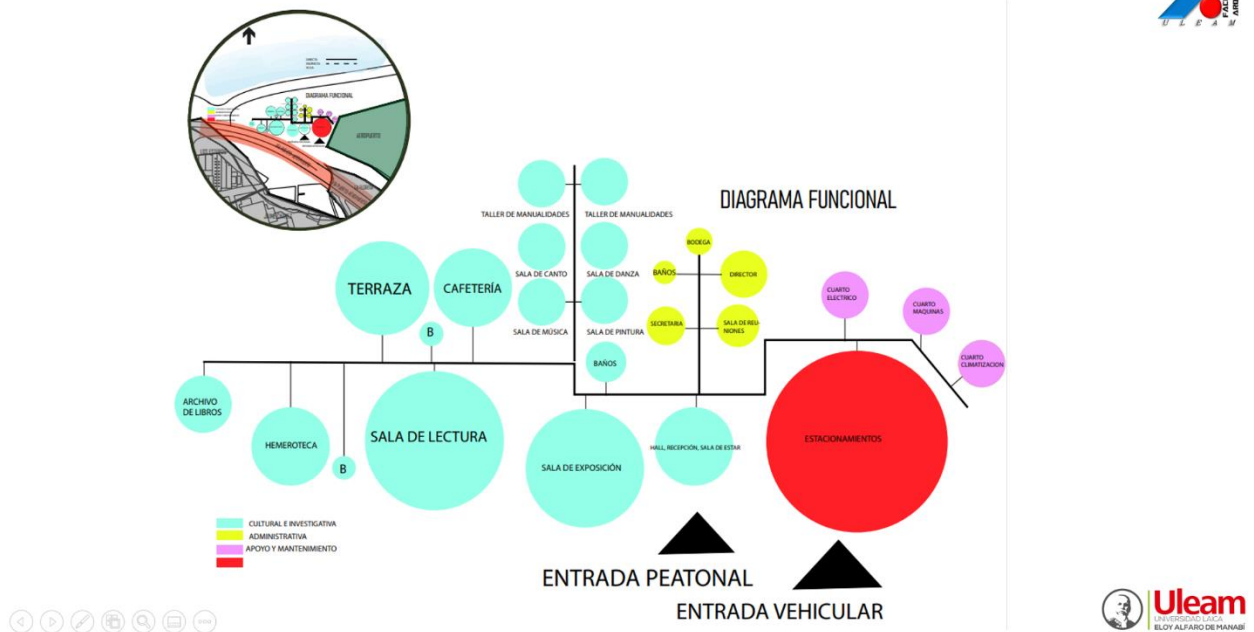 ULEAM
DIAGRAMA FUNCIONAL
AEROPUERTO
DIAGRAMA FUNCIONAL
TALLER DE MANUALIDADES
TALLER DE MANUALIDADES
SALA DE CANTO
SALA DE DANZA
SALA DE MÚSICA
SALA DE PINTURA
BAÑOS
BODEGA
BAÑOS
DIRECTOR
SECRETARIA
SALA DE REU-
NIONES
CUARTO
ELECTRICO
CUARTO
MAQUINAS
CUARTO
CLIMATIZACION
TERRAZA
CAFETERÍA
B
ARCHIVO
DE LIBROS
HEMEROTECA
B
SALA DE LECTURA
SALA DE EXPOSICIÓN
HALL, RECEPCIÓN, SALA DE ESTAR
ESTACIONAMIENTOS
CULTURAL E INVESTIGATIVA
ADMINISTRATIVA
APOYO Y MANTENIMIENTO
ENTRADA PEATONAL
ENTRADA VEHICULAR
Uleam
UNIVERSIDAD LAICA
ELOY ALFARO DE MANABÍ